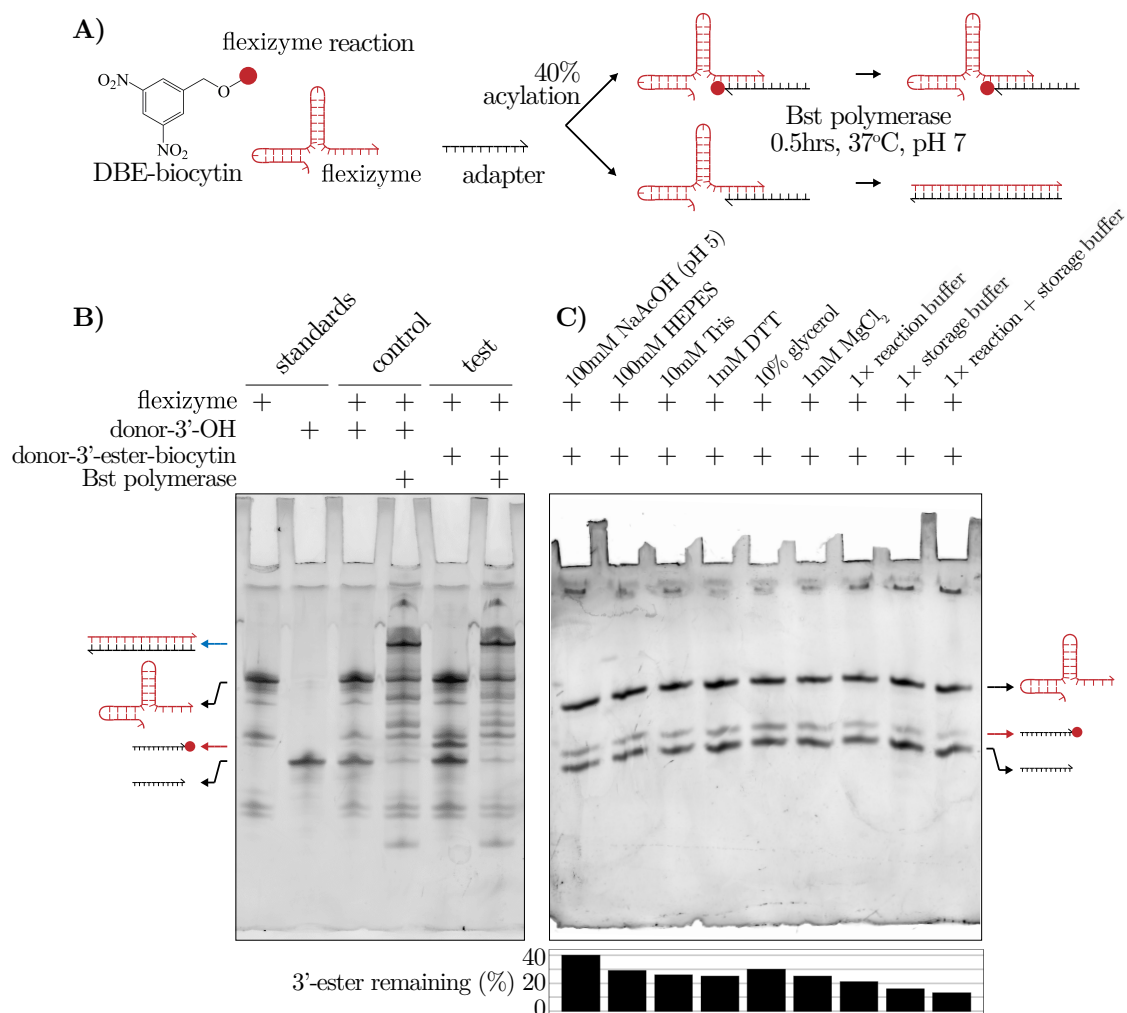 A)
flexizyme reaction
O₂N
O
NO₂
DBE-biocytin
flexizyme
adapter
40%
acylation
Bst polymerase
0.5hrs, 37°C, pH 7
B)
standards
control
test
flexizyme + + + + +
donor-3'-OH + + +
donor-3'-ester-biocytin + +
Bst polymerase + +
C)
100mM NaAcOH (pH 5)
100mM HEPES
10mM Tris
1mM DTT
10% glycerol
1mM MgCl₂
1× reaction buffer
1× storage buffer
1× reaction + storage buffer
+ + + + + + + + +
+ + + + + + + + +
3'-ester remaining (%)
40
20
0